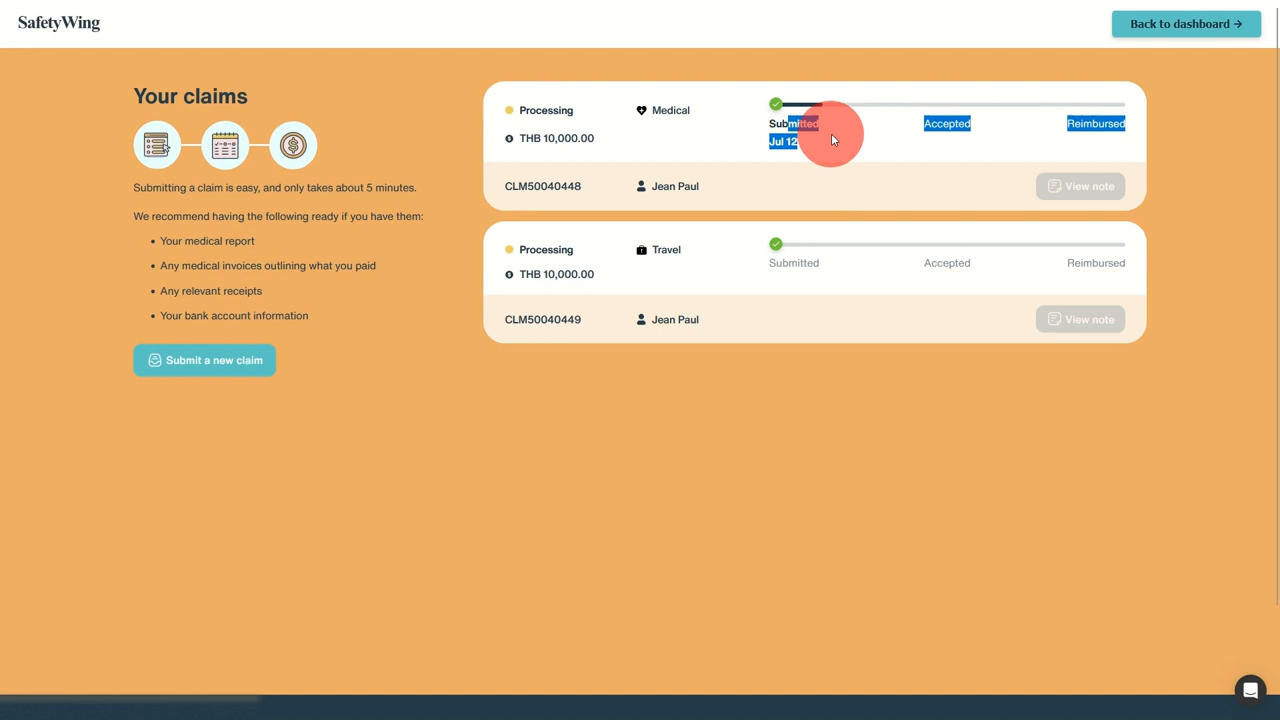 SafetyWing
Back to dashboard →
Your claims
Submitting a claim is easy, and only takes about 5 minutes.
We recommend having the following ready if you have them:
• Your medical report
• Any medical invoices outlining what you paid
• Any relevant receipts
• Your bank account information
Submit a new claim
Processing
Medical
THB 10,000.00
Submitted
Jul 12
Accepted
Reimbursed
CLM50040448
Jean Paul
View note
Processing
Travel
THB 10,000.00
Submitted
Accepted
Reimbursed
CLM50040449
Jean Paul
View note